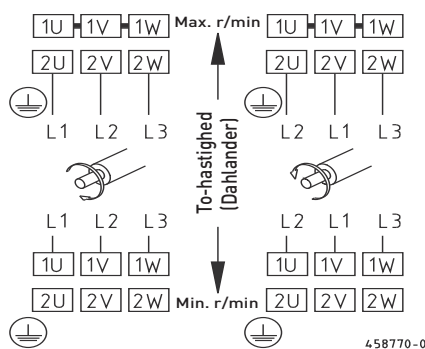 1U 1V 1W Max. r/min 1U 1V 1W
2U 2V 2W 2U 2V 2W
L1 L2 L3 L2 L1 L3
To-hastighed
(Dahlander)
L1 L2 L3 L2 L1 L3
1U 1V 1W 1U 1V 1W
2U 2V 2W Min. r/min 2U 2V 2W
458770-0